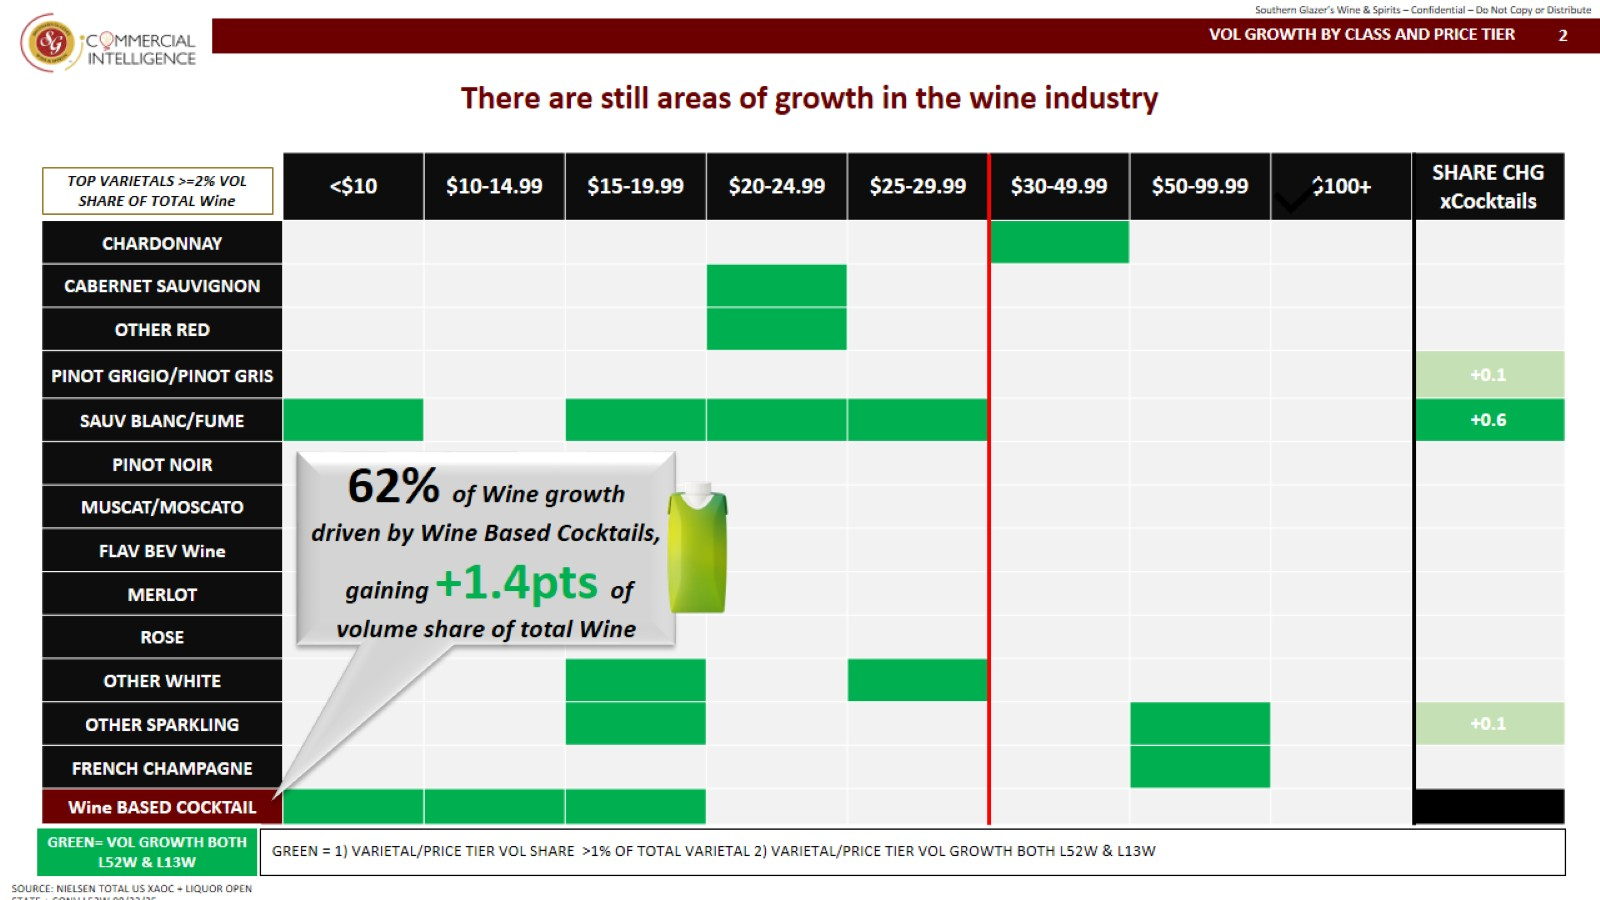 Southern Glazer's Wine & Spirits – Confidential – Do Not Copy or Distribute
SG
COMMERCIAL
INTELLIGENCE
VOL GROWTH BY CLASS AND PRICE TIER 2
There are still areas of growth in the wine industry
TOP VARIETALS >=2% VOL
SHARE OF TOTAL Wine
<$10 $10-14.99 $15-19.99 $20-24.99 $25-29.99 $30-49.99 $50-99.99 $100+
SHARE CHG
xCocktails
CHARDONNAY
CABERNET SAUVIGNON
OTHER RED
PINOT GRIGIO/PINOT GRIS +0.1
SAUV BLANC/FUME +0.6
PINOT NOIR
MUSCAT/MOSCATO
FLAV BEV Wine
MERLOT
ROSE
62% of Wine growth
driven by Wine Based Cocktails,
gaining +1.4pts of
volume share of total Wine
OTHER WHITE
OTHER SPARKLING +0.1
FRENCH CHAMPAGNE
Wine BASED COCKTAIL
GREEN= VOL GROWTH BOTH
L52W & L13W
GREEN = 1) VARIETAL/PRICE TIER VOL SHARE >1% OF TOTAL VARIETAL 2) VARIETAL/PRICE TIER VOL GROWTH BOTH L52W & L13W
SOURCE: NIELSEN TOTAL US XAOC + LIQUOR OPEN